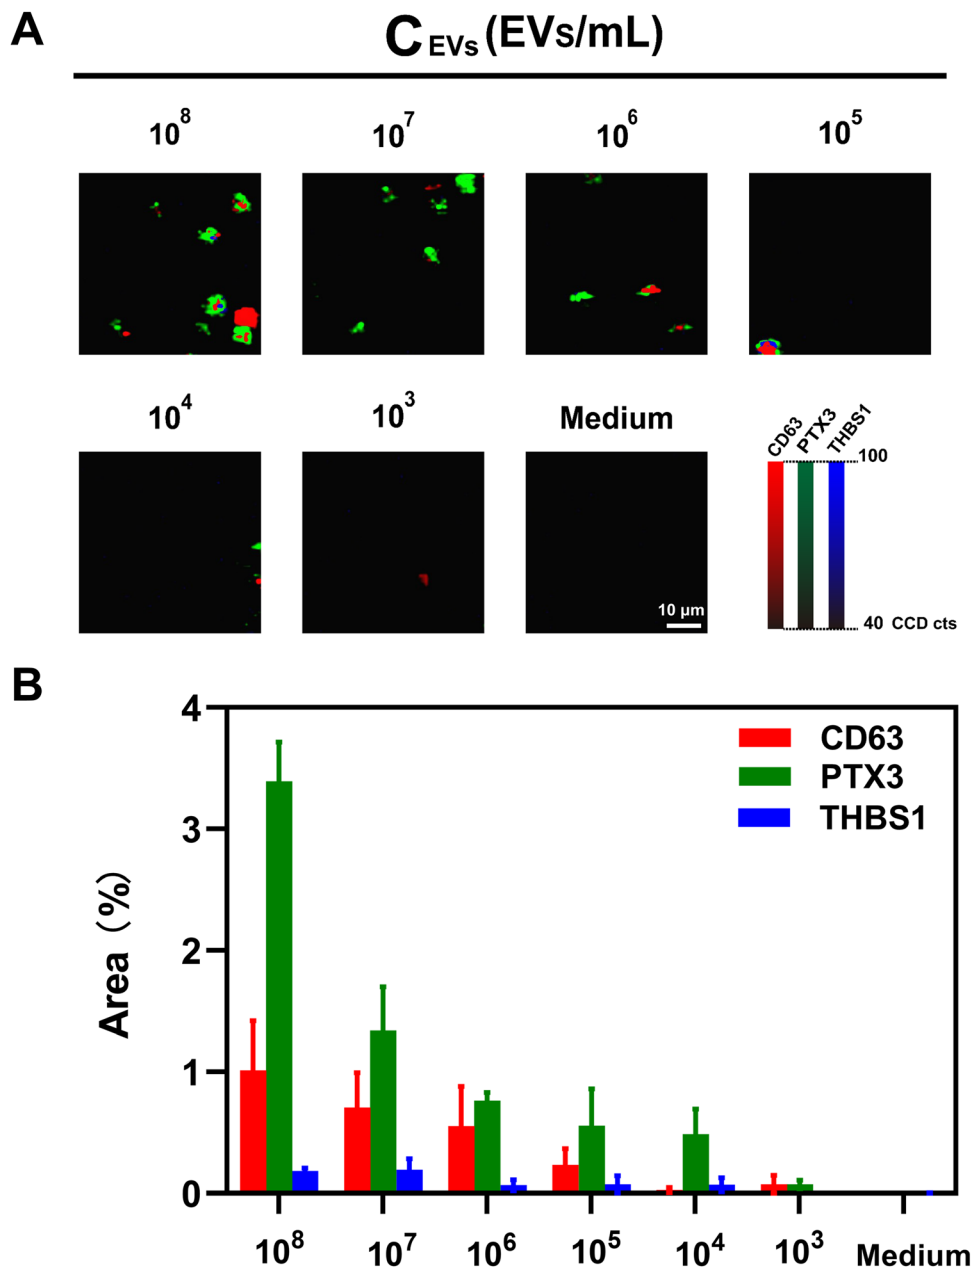 A
C EVs (EVs/mL)
10⁸ 10⁷ 10⁶ 10⁵
10⁴ 10³ Medium
CD63 PTX3 THBS1
100
10 μm
40 CCD cts
B
4
3
2
1
0
Area (%)
CD63
PTX3
THBS1
10⁸ 10⁷ 10⁶ 10⁵ 10⁴ 10³ Medium